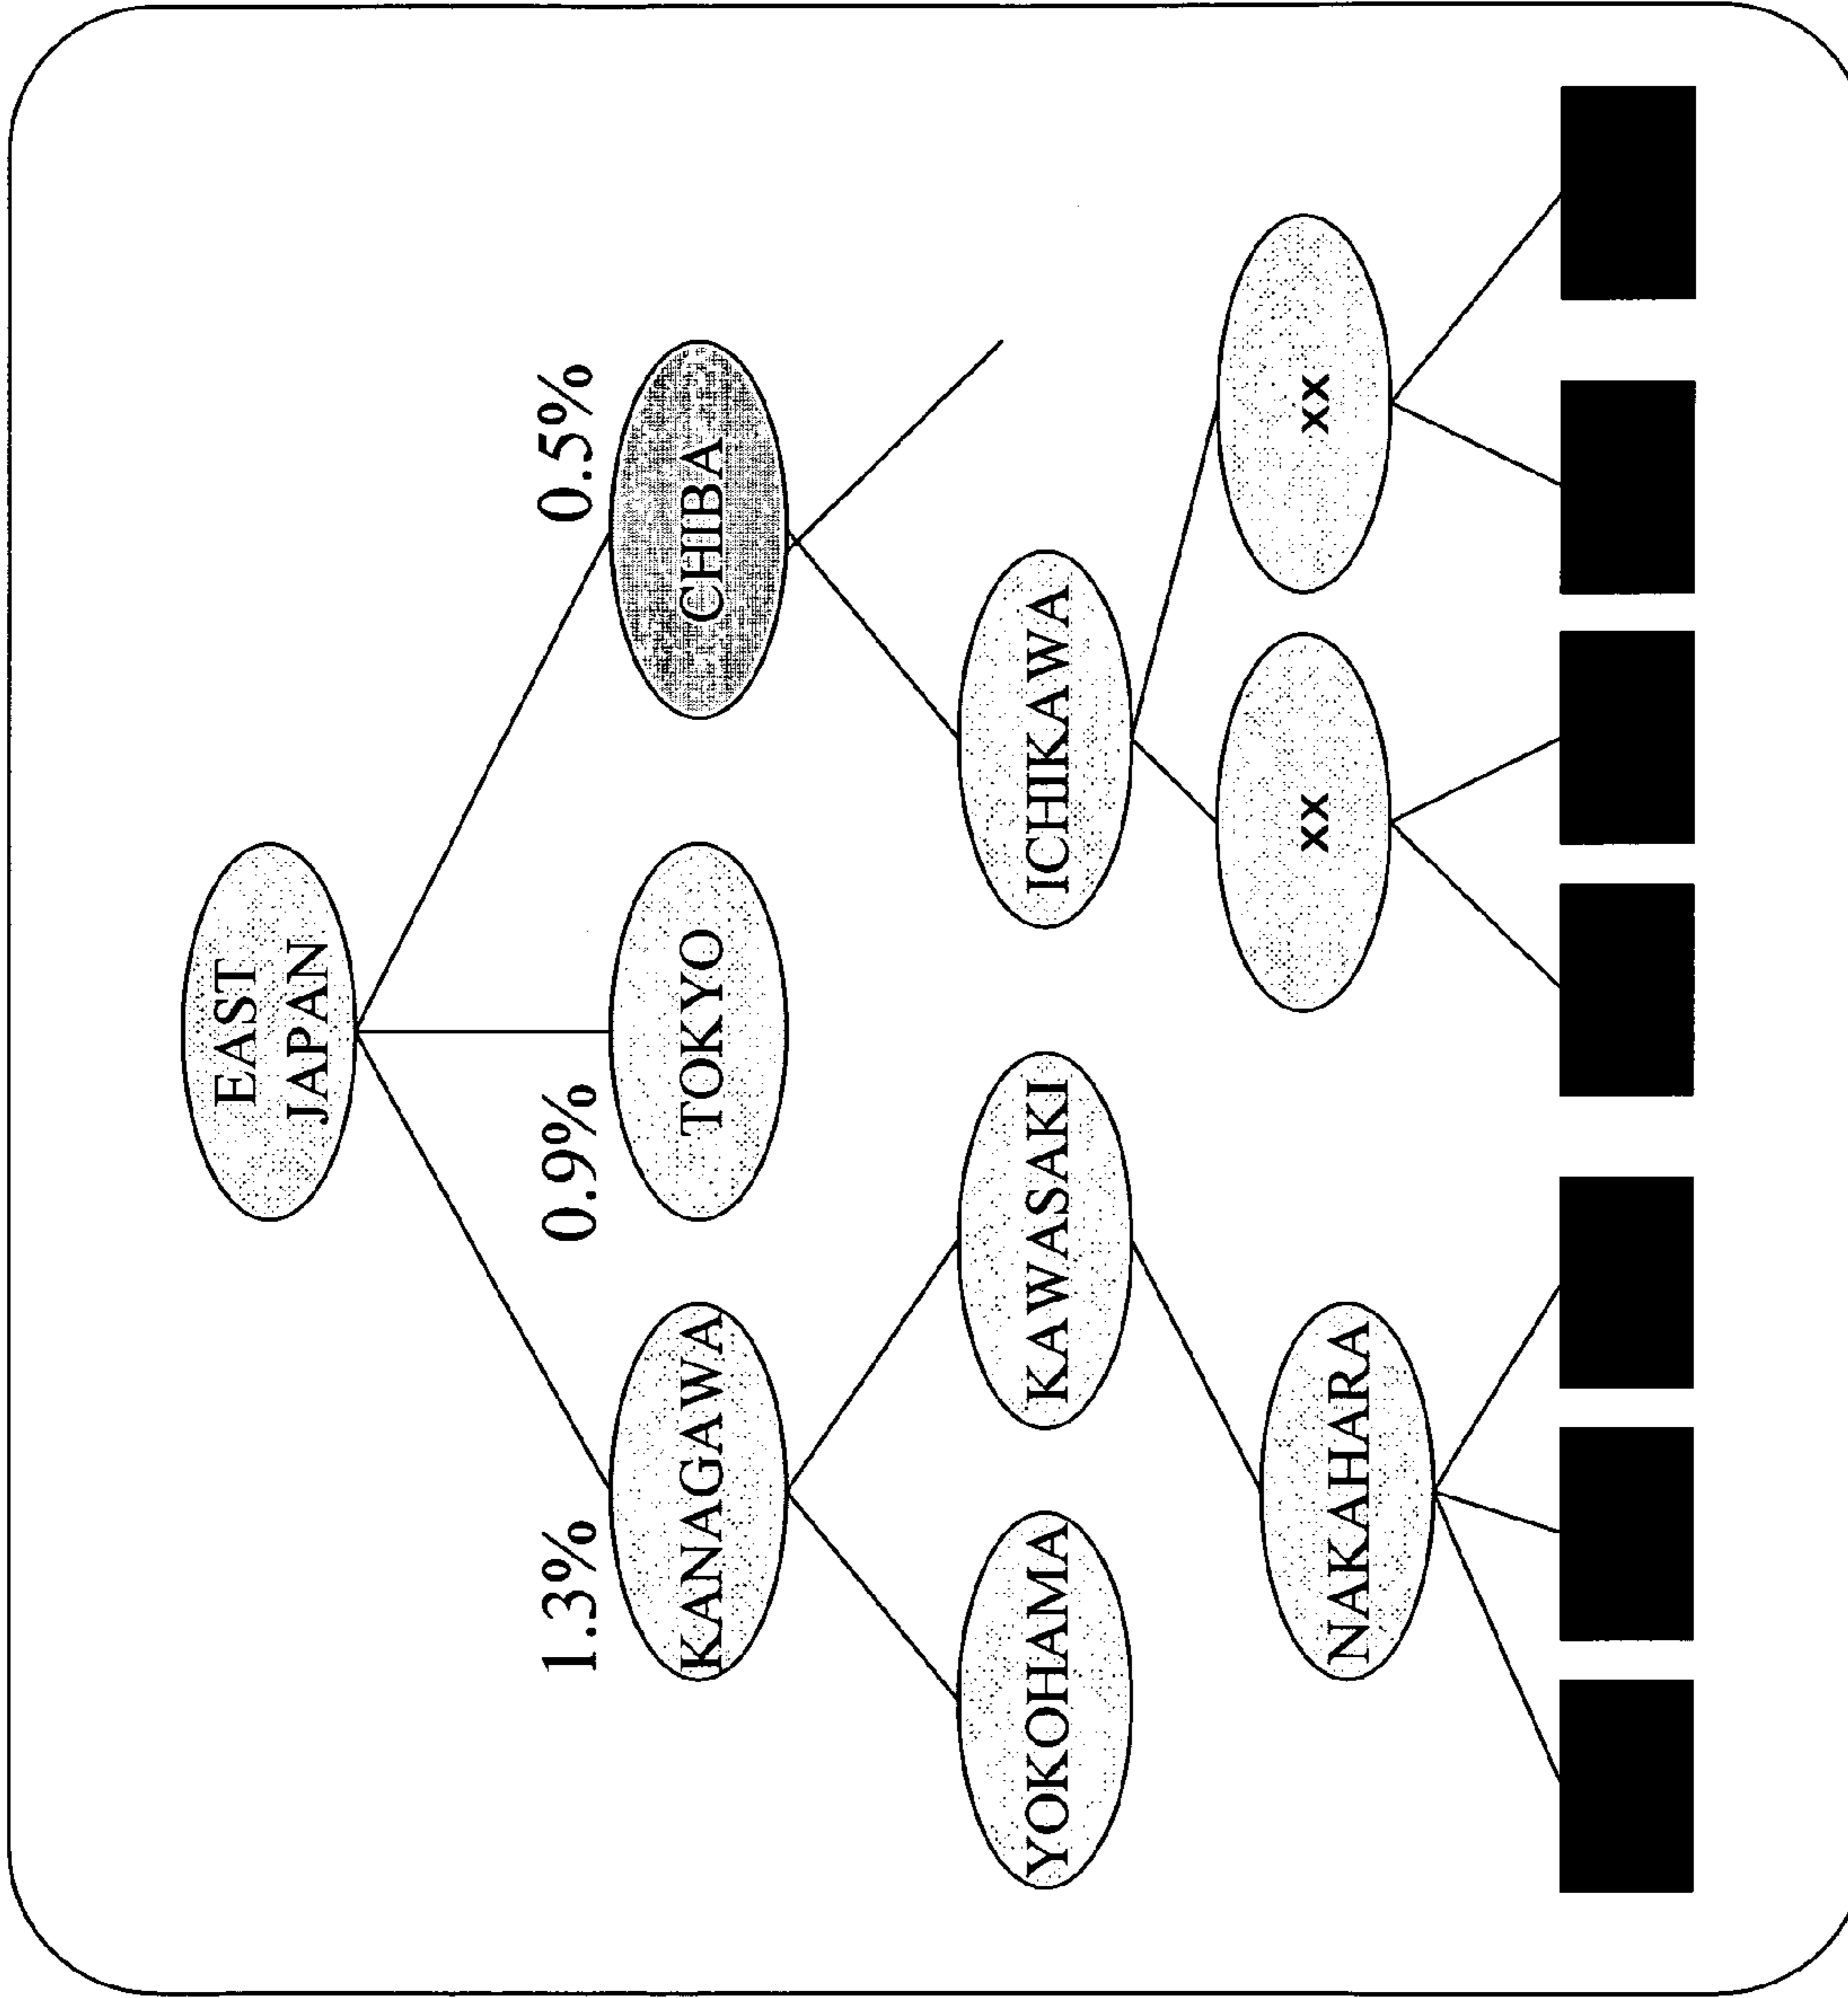 EAST
JAPAN
1.3%
0.9%
0.5%
KANAGAWA
TOKYO
CHIBA
YOKOHAMA
KAWASAKI
ICHIKAWA
NAKAHARA
xx
xx